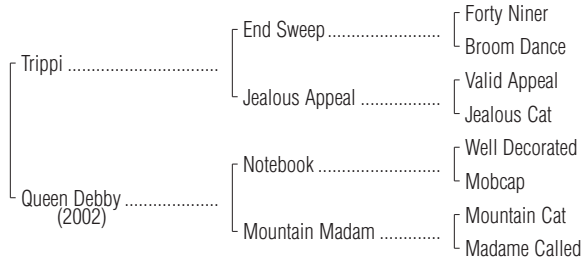 Forty Niner
End Sweep
Broom Dance
Trippi
Valid Appeal
Jealous Appeal
Jealous Cat
Well Decorated
Notebook
Mobcap
Queen Debby
(2002)
Mountain Cat
Mountain Madam
Madame Called